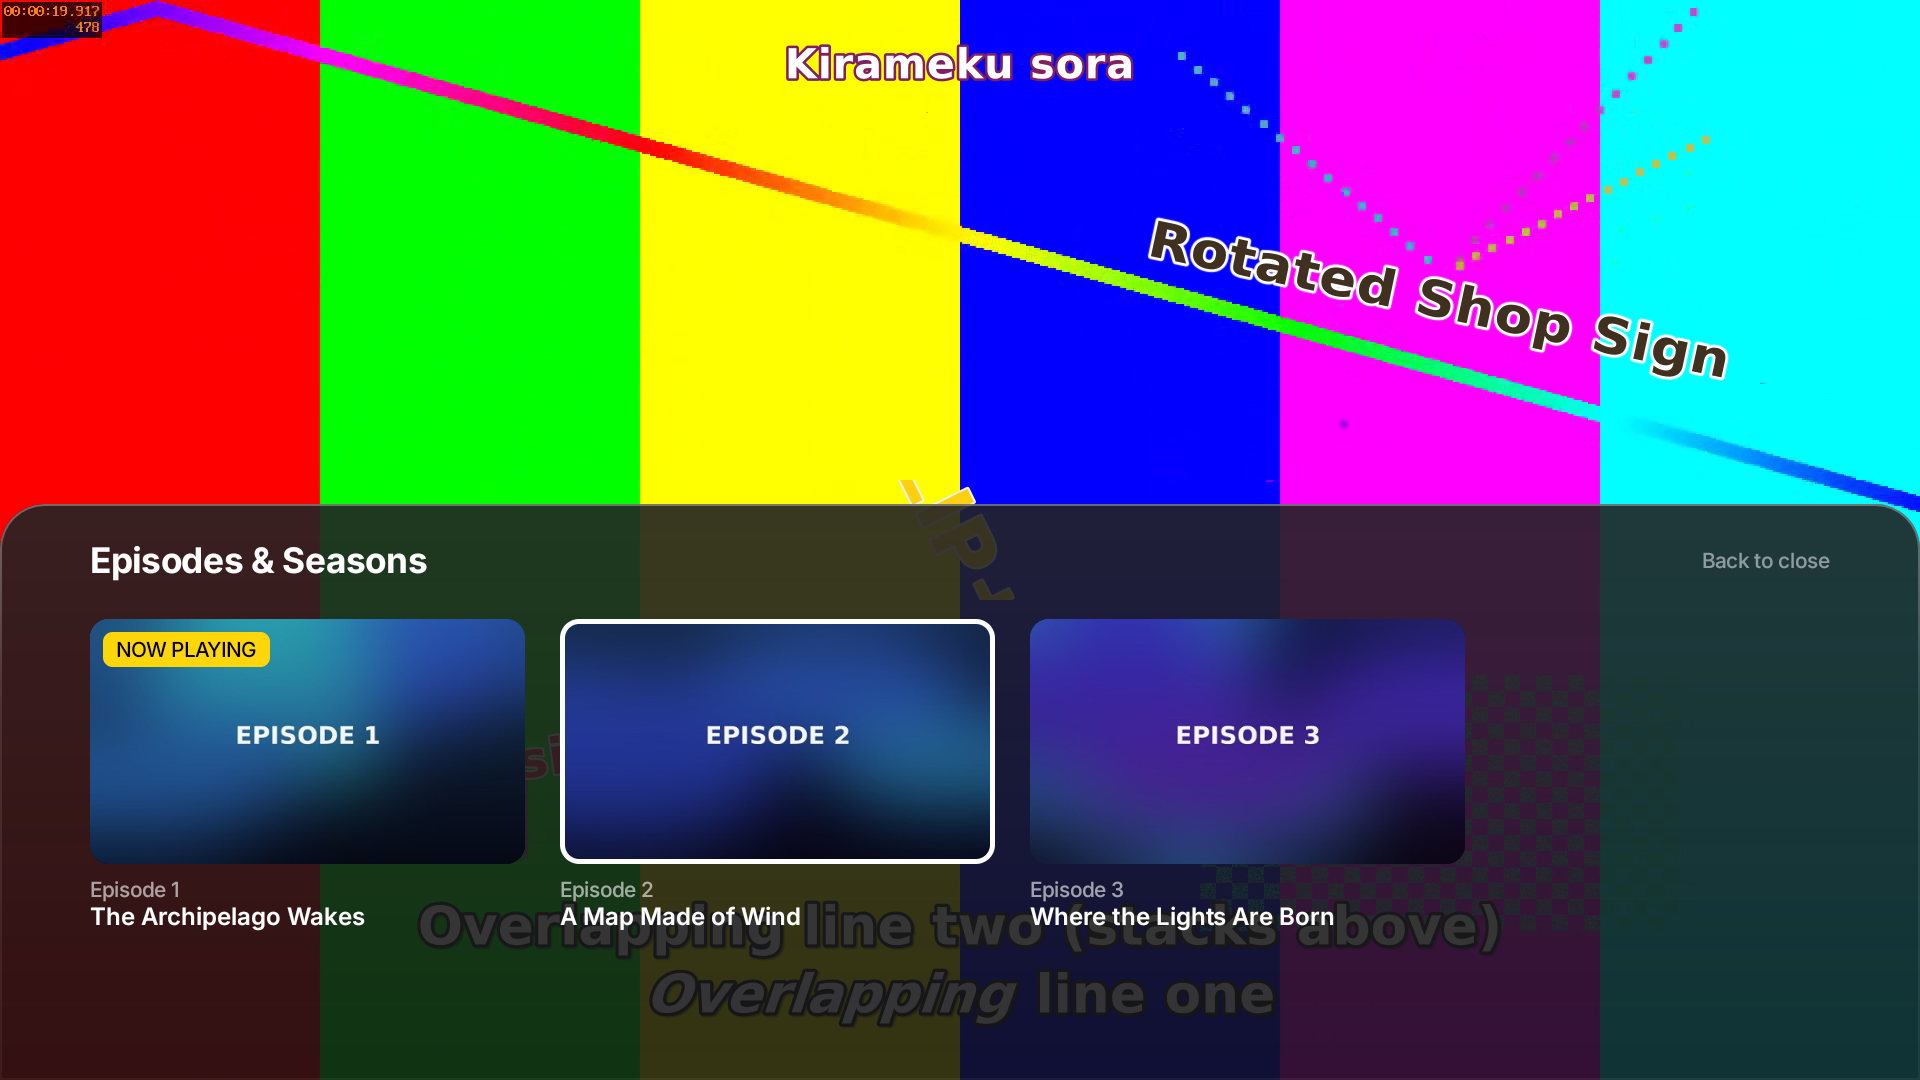 00:00:19.917
478
Kirameku sora
Rotated Shop Sign
Episodes & Seasons
Back to close
NOW PLAYING
EPISODE 1
EPISODE 2
EPISODE 3
Episode 1
The Archipelago Wakes
Episode 2
A Map Made of Wind
Episode 3
Where the Lights Are Born
Overlapping line two (stacks above)
Overlapping line one